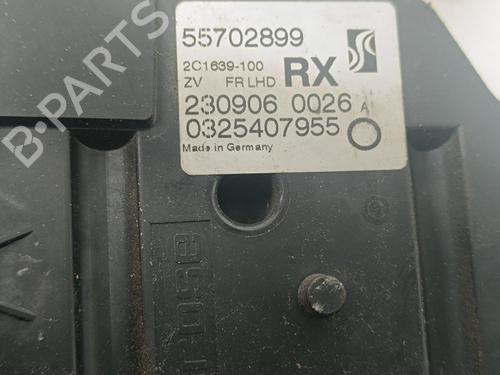 55702899
2C1639-100
ZV FR LHD RX
230906 0026 A
0325407955
Made in Germany
B-PARTS